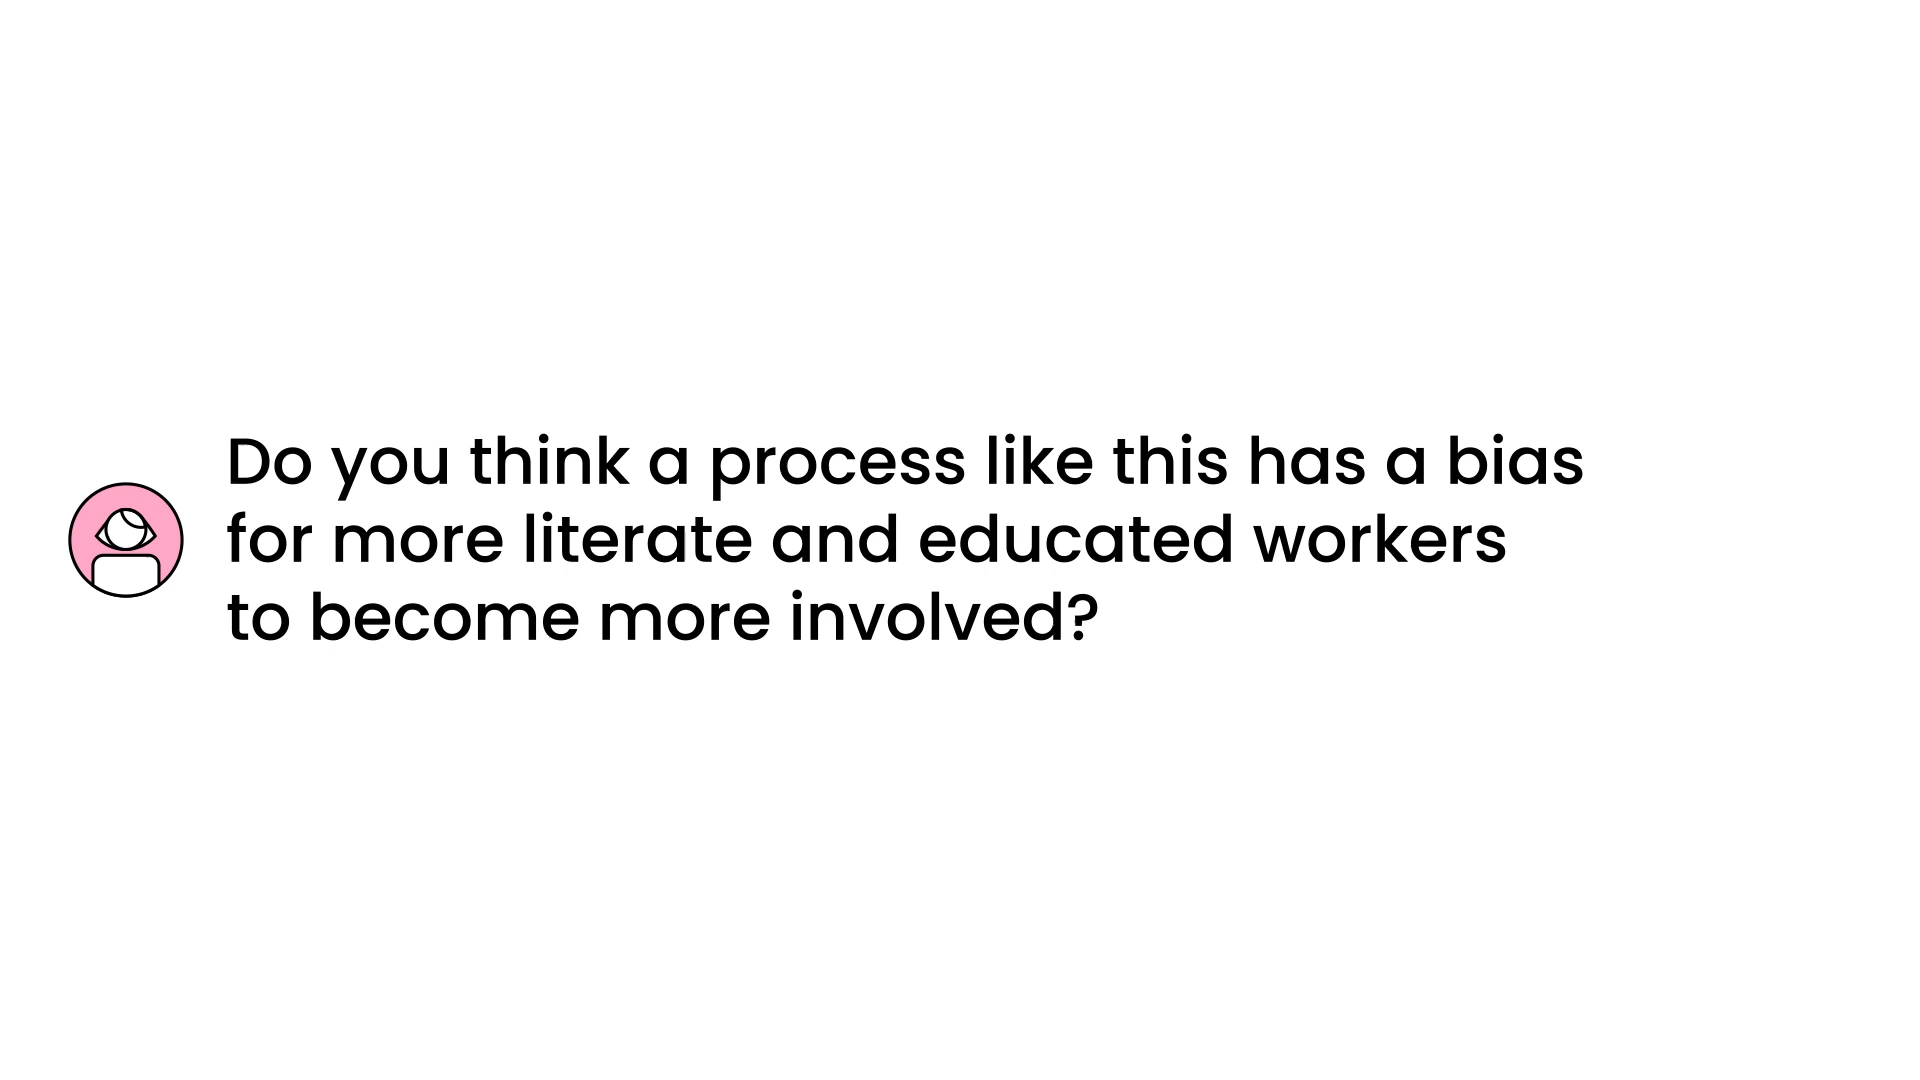 Do you think a process like this has a bias
for more literate and educated workers
to become more involved?